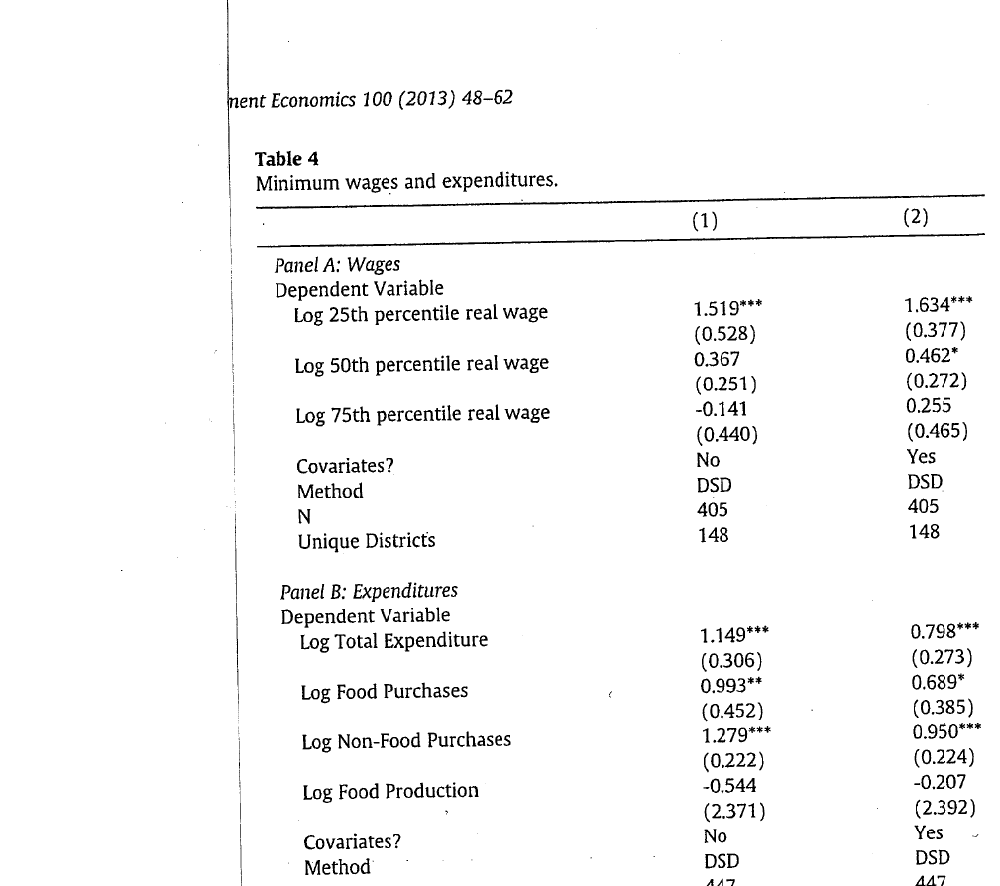 nent Economics 100 (2013) 48–62
Table 4
Minimum wages and expenditures.
(1) (2)
Panel A: Wages
Dependent Variable
Log 25th percentile real wage 1.519*** 1.634***
(0.528) (0.377)
Log 50th percentile real wage 0.367 0.462*
(0.251) (0.272)
Log 75th percentile real wage -0.141 0.255
(0.440) (0.465)
Covariates? No Yes
Method DSD DSD
N 405 405
Unique Districts 148 148
Panel B: Expenditures
Dependent Variable
Log Total Expenditure 1.149*** 0.798***
(0.306) (0.273)
Log Food Purchases 0.993** 0.689*
(0.452) (0.385)
Log Non-Food Purchases 1.279*** 0.950***
(0.222) (0.224)
Log Food Production -0.544 -0.207
(2.371) (2.392)
Covariates? No Yes
Method DSD DSD
447 447